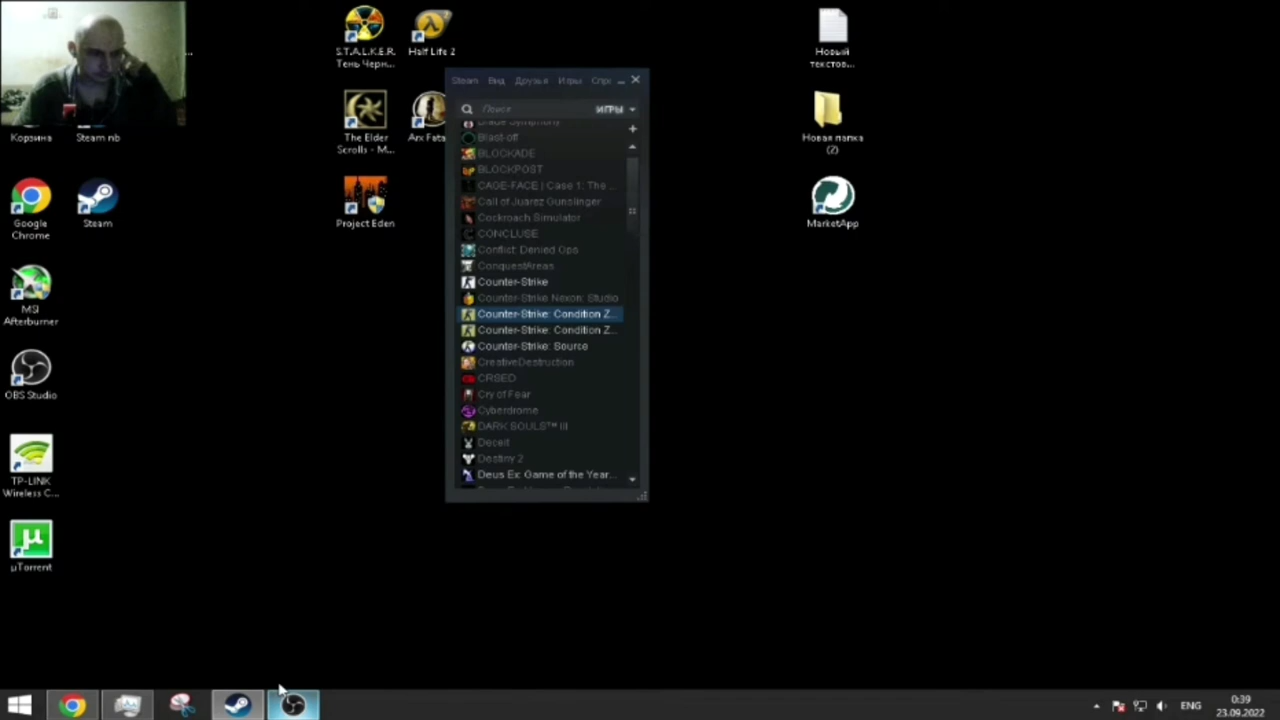 Корзина
Steam nb
Google
Chrome
Steam
MSI
Afterburner
OBS Studio
TP-LINK
Wireless C...
µTorrent
S.T.A.L.K.E.R.
Тень Черн...
Half Life 2
The Elder
Scrolls - M...
Arx Fata
Project Eden
Steam Вид Друзья Игры Спр
Поиск ИГРЫ
Blast-off
BLOCKADE
BLOCKPOST
CAGE-FACE | Case 1: The ...
Call of Juarez Gunslinger
Cockroach Simulator
CONCLUSE
Conflict: Denied Ops
ConquestAreas
Counter-Strike
Counter-Strike Nexon: Studio
Counter-Strike: Condition Z...
Counter-Strike: Condition Z...
Counter-Strike: Source
CreativeDestruction
CRSED
Cry of Fear
Cyberdrome
DARK SOULS™ III
Deceit
Destiny 2
Deus Ex: Game of the Year...
Новый
текстов...
Новая папка
(2)
MarketApp
ENG
0:39
23.09.2022